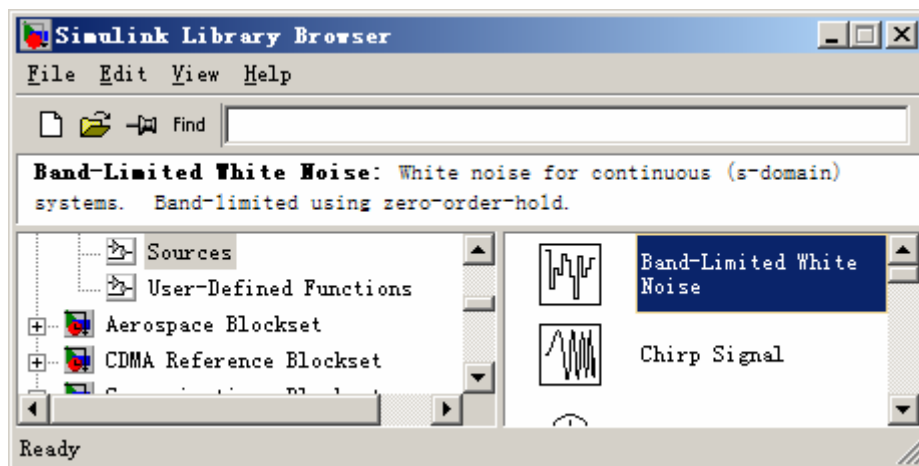 Simulink Library Browser
File Edit View Help
Find
Band-Limited White Noise: White noise for continuous (s-domain)
systems. Band-limited using zero-order-hold.
Sources
User-Defined Functions
Aerospace Blockset
CDMA Reference Blockset
Band-Limited White
Noise
Chirp Signal
Ready